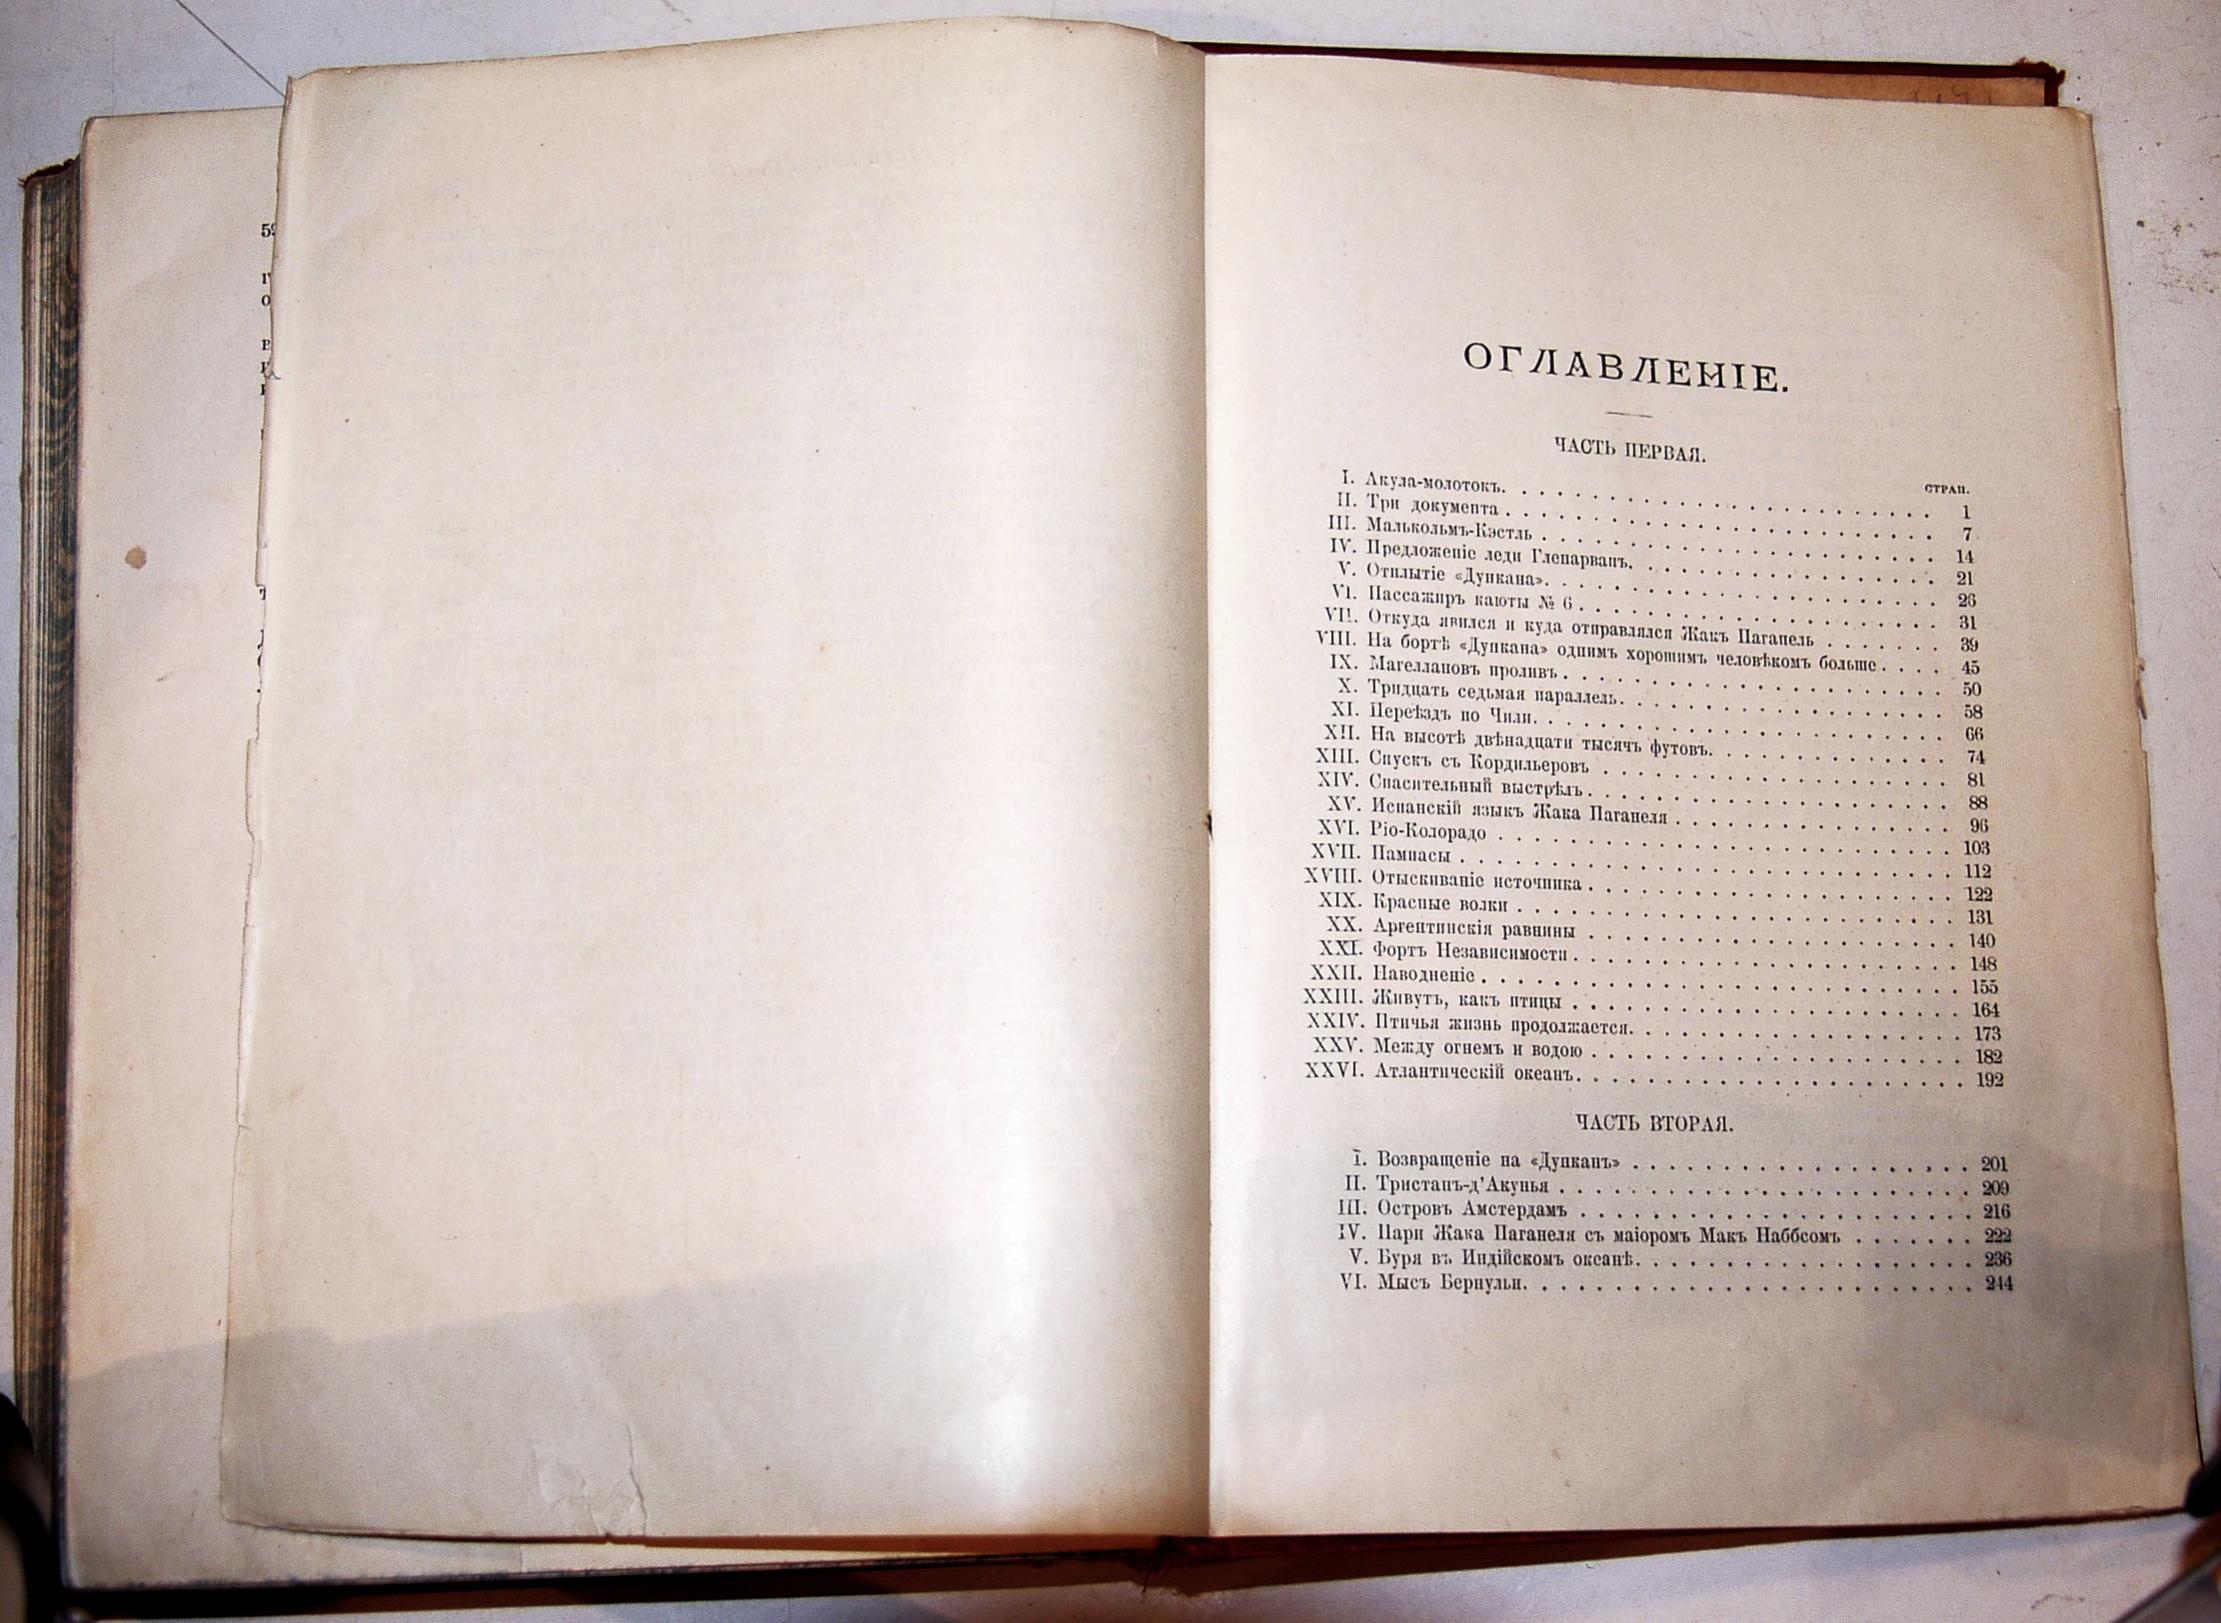 ОГЛАВЛЕНІЕ.
ЧАСТЬ ПЕРВАЯ.
СТРАН.
I. Акула-молотокъ. 1
II. Три документа 7
III. Малькольмъ-Кэстль 14
IV. Предложеніе леди Гленарванъ. 21
V. Отплытіе «Дункана». 26
VI. Пассажиръ каюты № 6 31
VII. Откуда явился и куда отправлялся Жакъ Паганель 39
VIII. На бортѣ «Дункана» однимъ хорошимъ человѣкомъ больше 45
IX. Магеллановъ проливъ 50
X. Тридцать седьмая параллель. 58
XI. Переѣздъ по Чили. 66
XII. На высотѣ двѣнадцати тысячъ футовъ. 74
XIII. Спускъ съ Кордильеровъ 81
XIV. Спасительный выстрѣлъ 88
XV. Испанскій языкъ Жака Паганеля 96
XVI. Ріо-Колорадо 103
XVII. Пампасы 112
XVIII. Отыскиваніе источника 122
XIX. Красные волки 131
XX. Аргентинскія равнины 140
XXI. Фортъ Независимости 148
XXII. Наводненіе 155
XXIII. Живутъ, какъ птицы 164
XXIV. Птичья жизнь продолжается. 173
XXV. Между огнемъ и водою 182
XXVI. Атлантическій океанъ. 192
ЧАСТЬ ВТОРАЯ.
I. Возвращеніе на «Дунканъ» 201
II. Тристанъ-д'Акунья 209
III. Островъ Амстердамъ 216
IV. Пари Жака Паганеля съ маіоромъ Макъ Наббсомъ 222
V. Буря въ Индійскомъ океанѣ. 236
VI. Мысъ Бернульи. 244